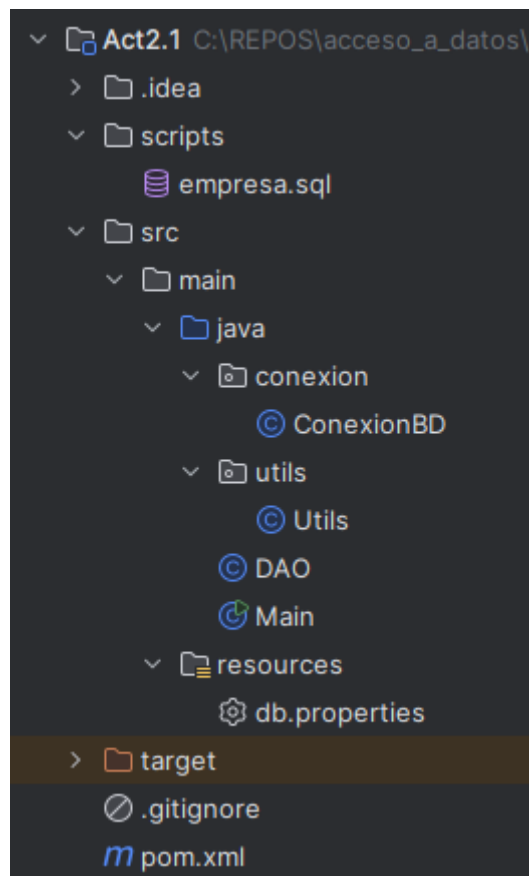 Act2.1 C:\REPOS\acceso_a_datos\
.idea
scripts
empresa.sql
src
main
java
conexion
ConexionBD
utils
Utils
DAO
Main
resources
db.properties
target
.gitignore
pom.xml